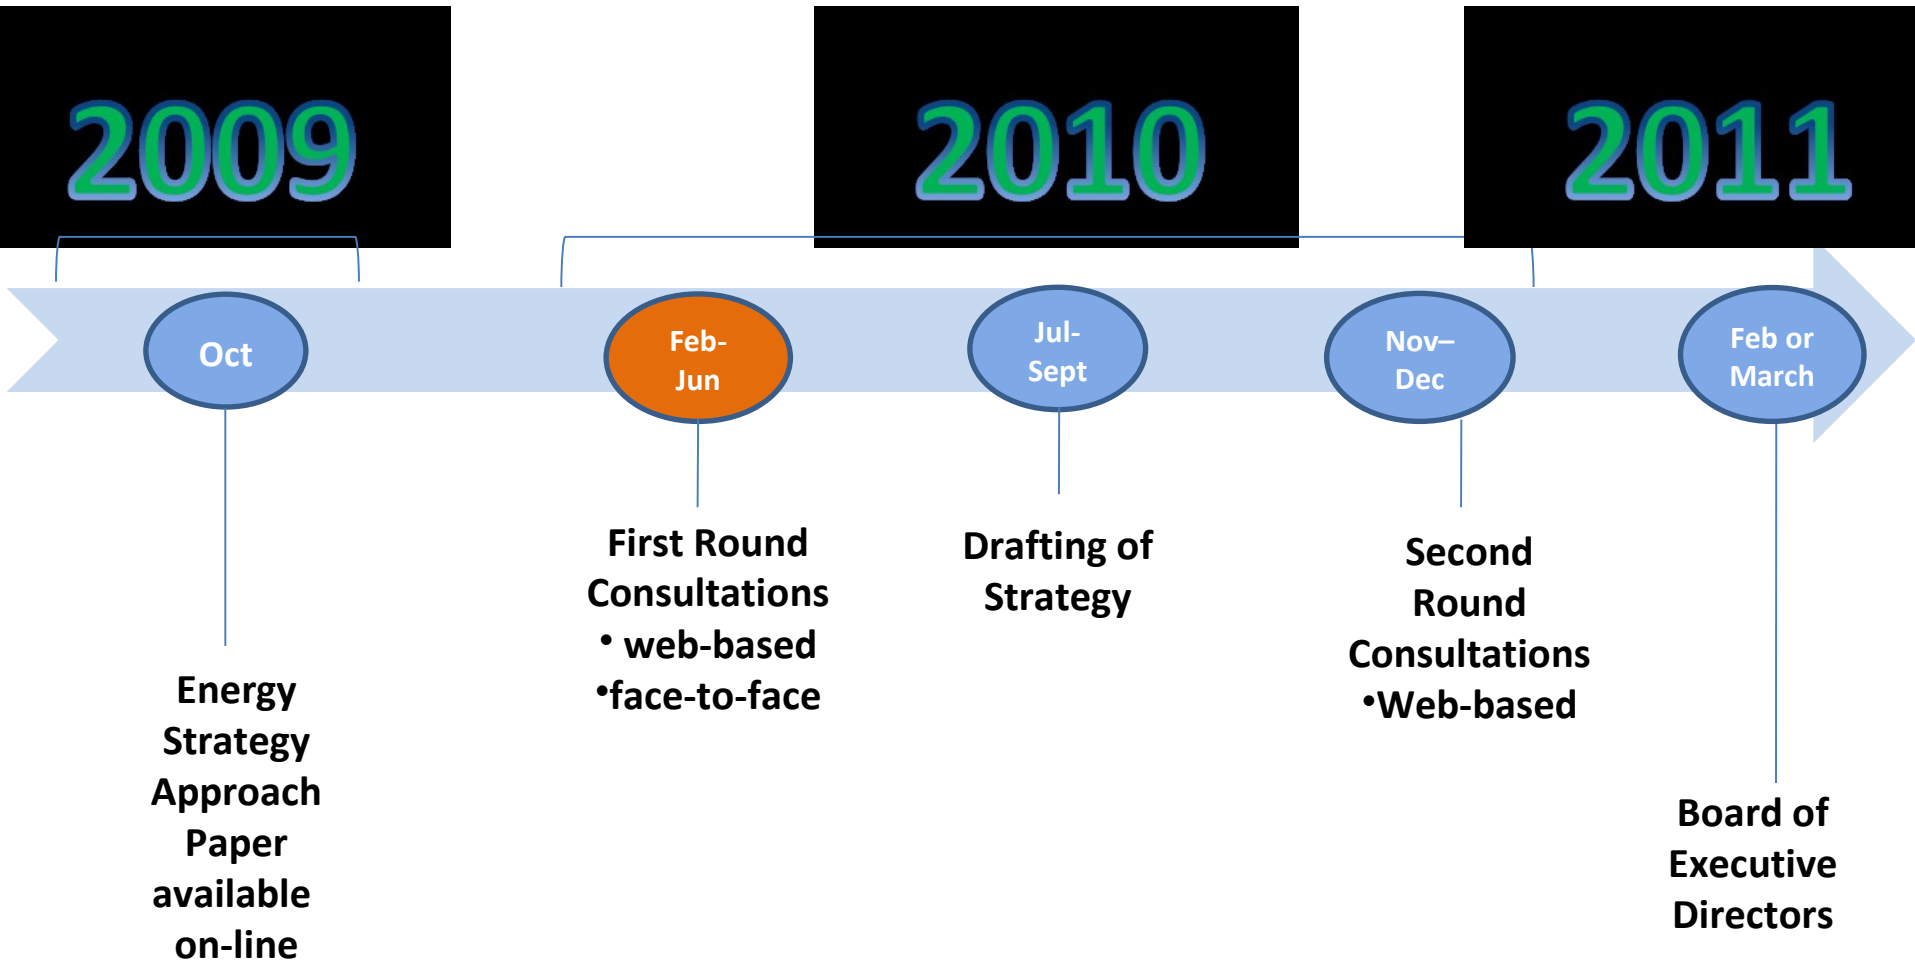 2009
2010
2011
Oct
Feb-
Jun
Jul-
Sept
Nov–
Dec
Feb or
March
Energy
Strategy
Approach
Paper
available
on-line
First Round
Consultations
• web-based
•face-to-face
Drafting of
Strategy
Second
Round
Consultations
•Web-based
Board of
Executive
Directors